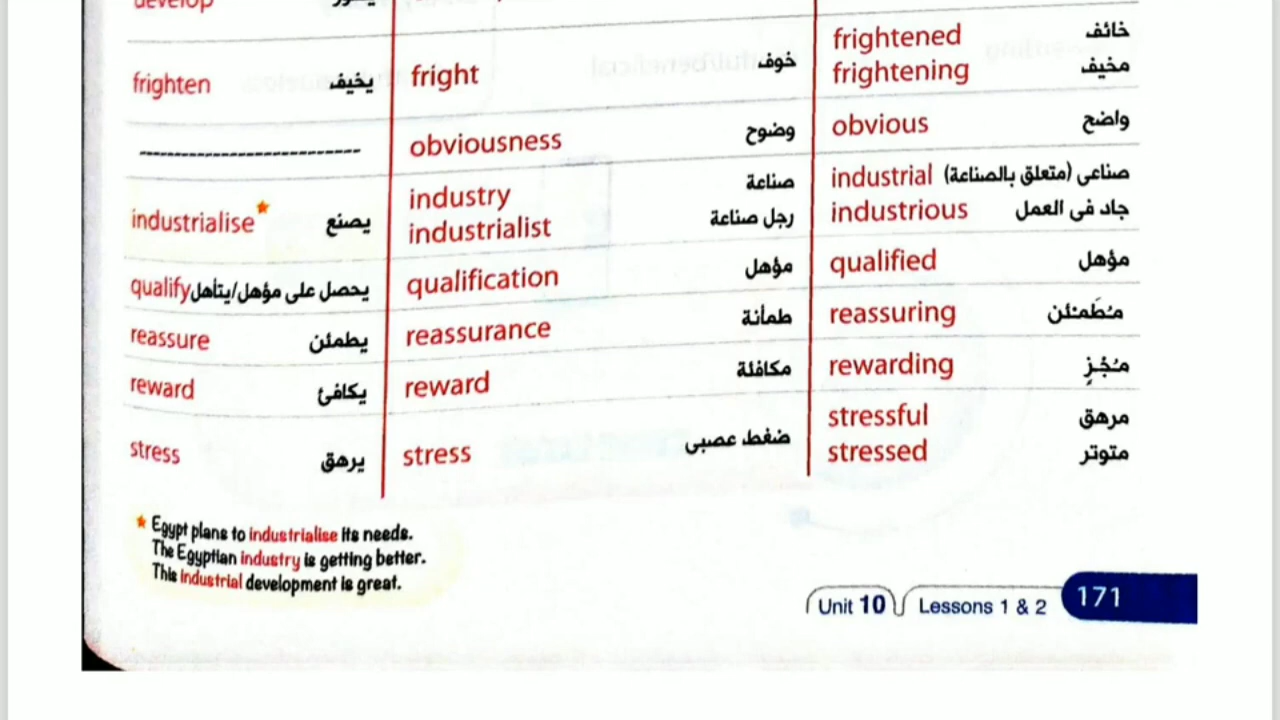 develop
frighten يخيف fright خوف frightened خائف
frightening مخيف
---------------------------- obviousness وضوح obvious واضح
industrialise يصنع industry صناعة industrial صناعى (متعلق بالصناعة)
industrialist رجل صناعة industrious جاد فى العمل
qualify يحصل على مؤهل/يتأهل qualification مؤهل qualified مؤهل
reassure يطمئن reassurance طمأنة reassuring مُطَمئن
reward يكافئ reward مكافئة rewarding مُجْزٍ
stress يرهق stress ضغط عصبى stressful مرهق
stressed متوتر
Egypt plans to industrialise its needs.
The Egyptian industry is getting better.
This industrial development is great.
Unit 10 Lessons 1 & 2 171